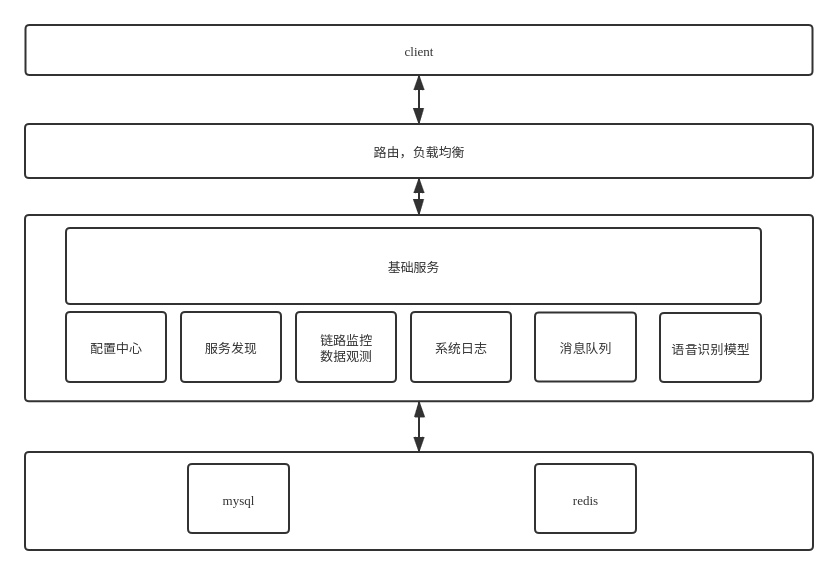 client
路由，负载均衡
基础服务
配置中心
服务发现
链路监控
数据观测
系统日志
消息队列
语音识别模型
mysql
redis